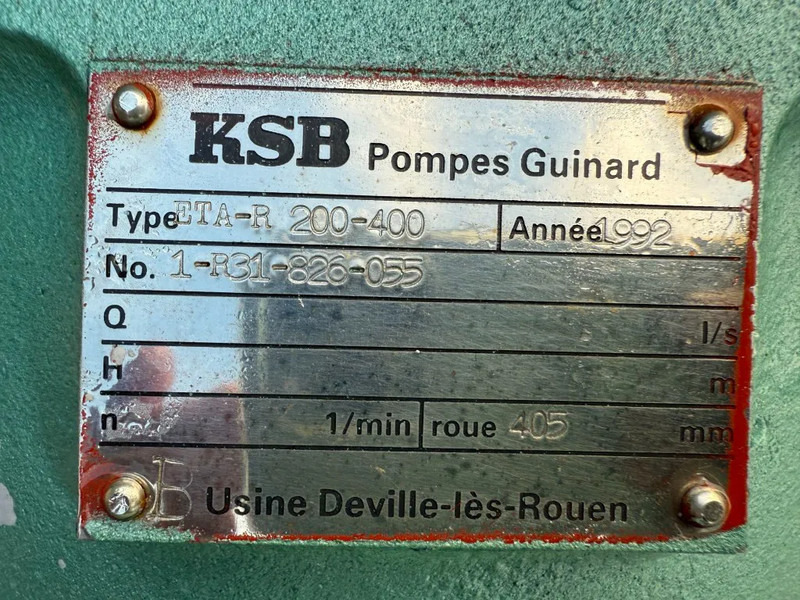 KSB Pompes Guinard
Type ETA-R 200-400 Année 1992
No. 1-R31-826-055
Q l/s
H m
n 1/min roue 405 mm
B Usine Deville-lès-Rouen